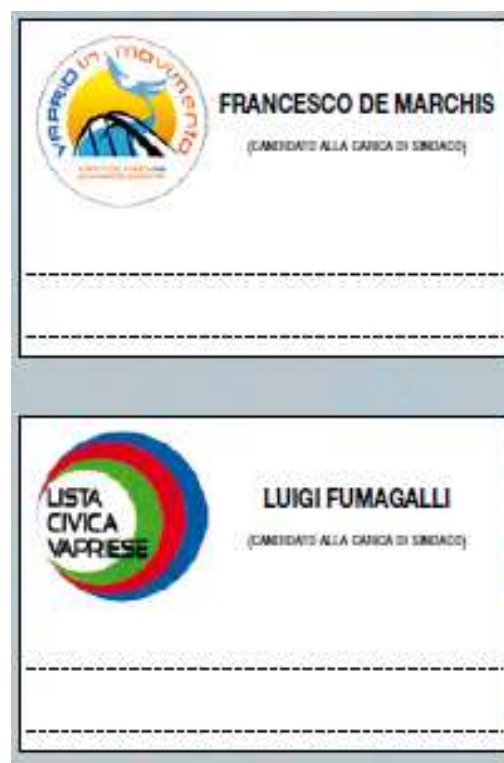 VAPRIO in movimento
FRANCESCO DE MARCHIS
(CANDIDATO ALLA CARICA DI SINDACO)
LISTA
CIVICA
VAPRIESE
LUIGI FUMAGALLI
(CANDIDATO ALLA CARICA DI SINDACO)